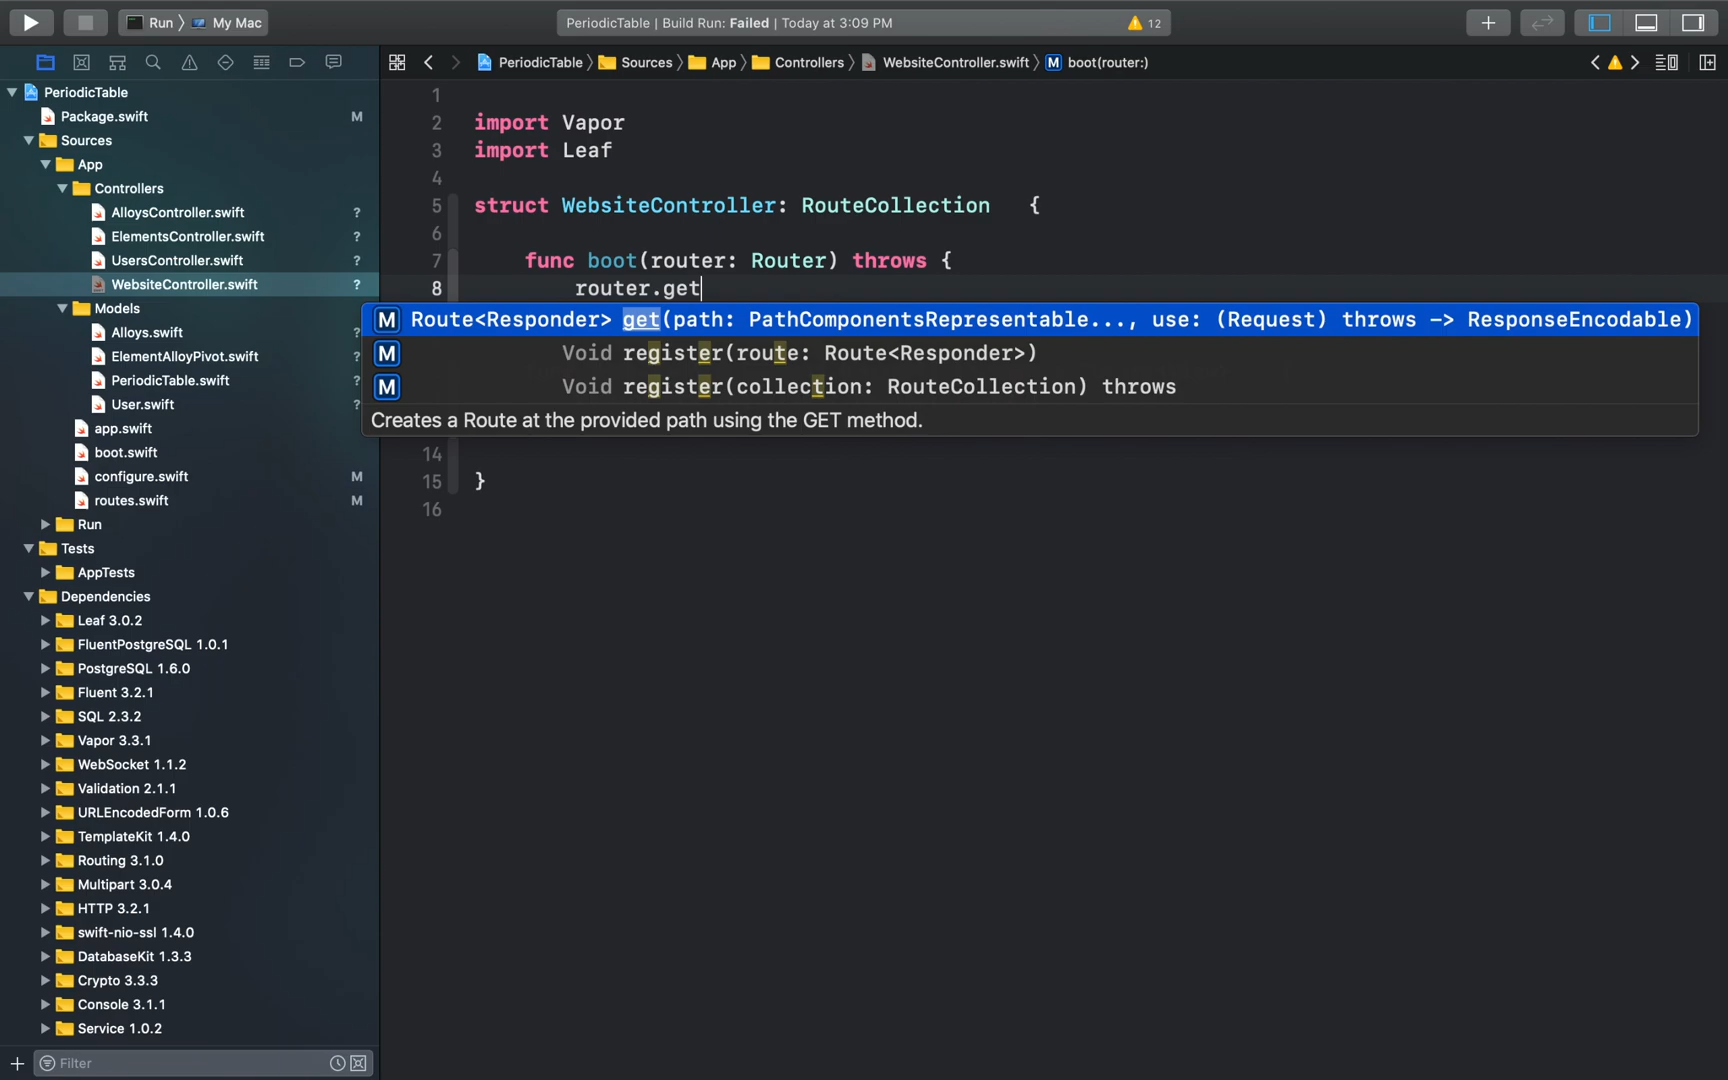 Run
My Mac
PeriodicTable | Build Run: Failed | Today at 3:09 PM
12
PeriodicTable
Sources
App
Controllers
WebsiteController.swift
M boot(router:)
PeriodicTable
Package.swift M
Sources
App
Controllers
AlloysController.swift ?
ElementsController.swift ?
UsersController.swift ?
WebsiteController.swift ?
Models
Alloys.swift ?
ElementAlloyPivot.swift ?
PeriodicTable.swift ?
User.swift ?
app.swift
boot.swift
configure.swift M
routes.swift M
Run
Tests
AppTests
Dependencies
Leaf 3.0.2
FluentPostgreSQL 1.0.1
PostgreSQL 1.6.0
Fluent 3.2.1
SQL 2.3.2
Vapor 3.3.1
WebSocket 1.1.2
Validation 2.1.1
URLEncodedForm 1.0.6
TemplateKit 1.4.0
Routing 3.1.0
Multipart 3.0.4
HTTP 3.2.1
swift-nio-ssl 1.4.0
DatabaseKit 1.3.3
Crypto 3.3.3
Console 3.1.1
Service 1.0.2
Filter
1
2 import Vapor
3 import Leaf
4
5 struct WebsiteController: RouteCollection {
6
7 func boot(router: Router) throws {
8 router.get
M Route<Responder> get(path: PathComponentsRepresentable..., use: (Request) throws -> ResponseEncodable)
M Void register(route: Route<Responder>)
M Void register(collection: RouteCollection) throws
Creates a Route at the provided path using the GET method.
14
15 }
16